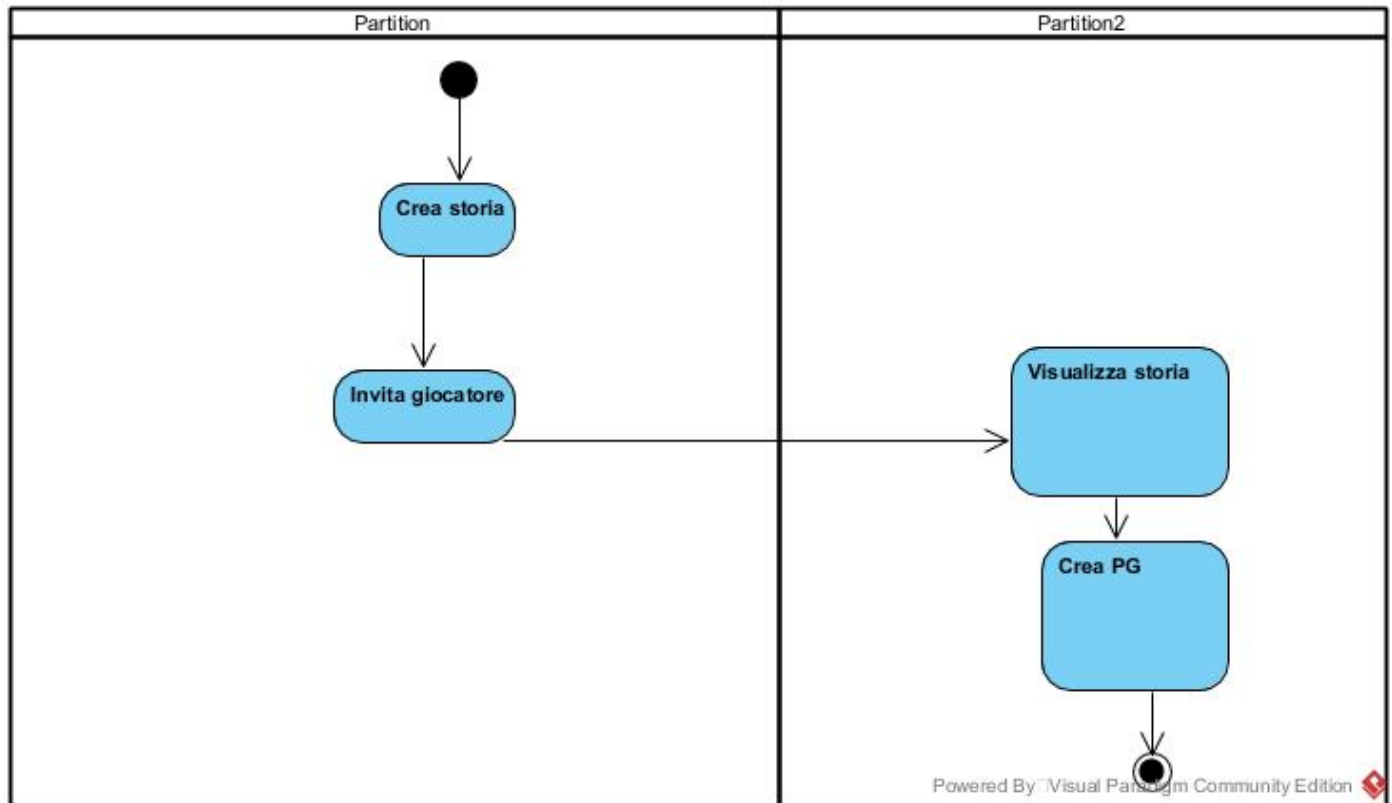 Partition
Partition2
Crea storia
Invita giocatore
Visualizza storia
Crea PG
Powered By Visual Paradigm Community Edition